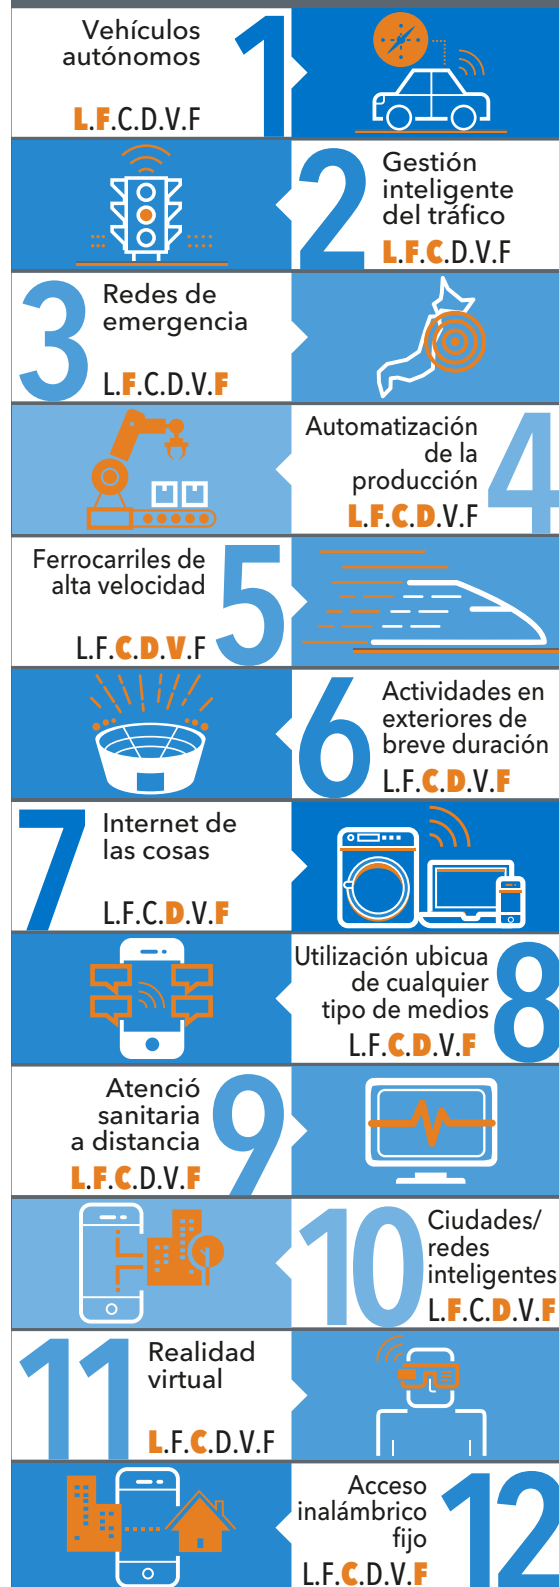 1
Vehículos
autónomos
L.F.C.D.V.F
2
Gestión
inteligente
del tráfico
L.F.C.D.V.F
3
Redes de
emergencia
L.F.C.D.V.F
4
Automatización
de la
producción
L.F.C.D.V.F
5
Ferrocarriles de
alta velocidad
L.F.C.D.V.F
6
Actividades en
exteriores de
breve duración
L.F.C.D.V.F
7
Internet de
las cosas
L.F.C.D.V.F
8
Utilización ubicua
de cualquier
tipo de medios
L.F.C.D.V.F
9
Atenció
sanitaria
a distancia
L.F.C.D.V.F
10
Ciudades/
redes
inteligentes
L.F.C.D.V.F
11
Realidad
virtual
L.F.C.D.V.F
12
Acceso
inalámbrico
fijo
L.F.C.D.V.F